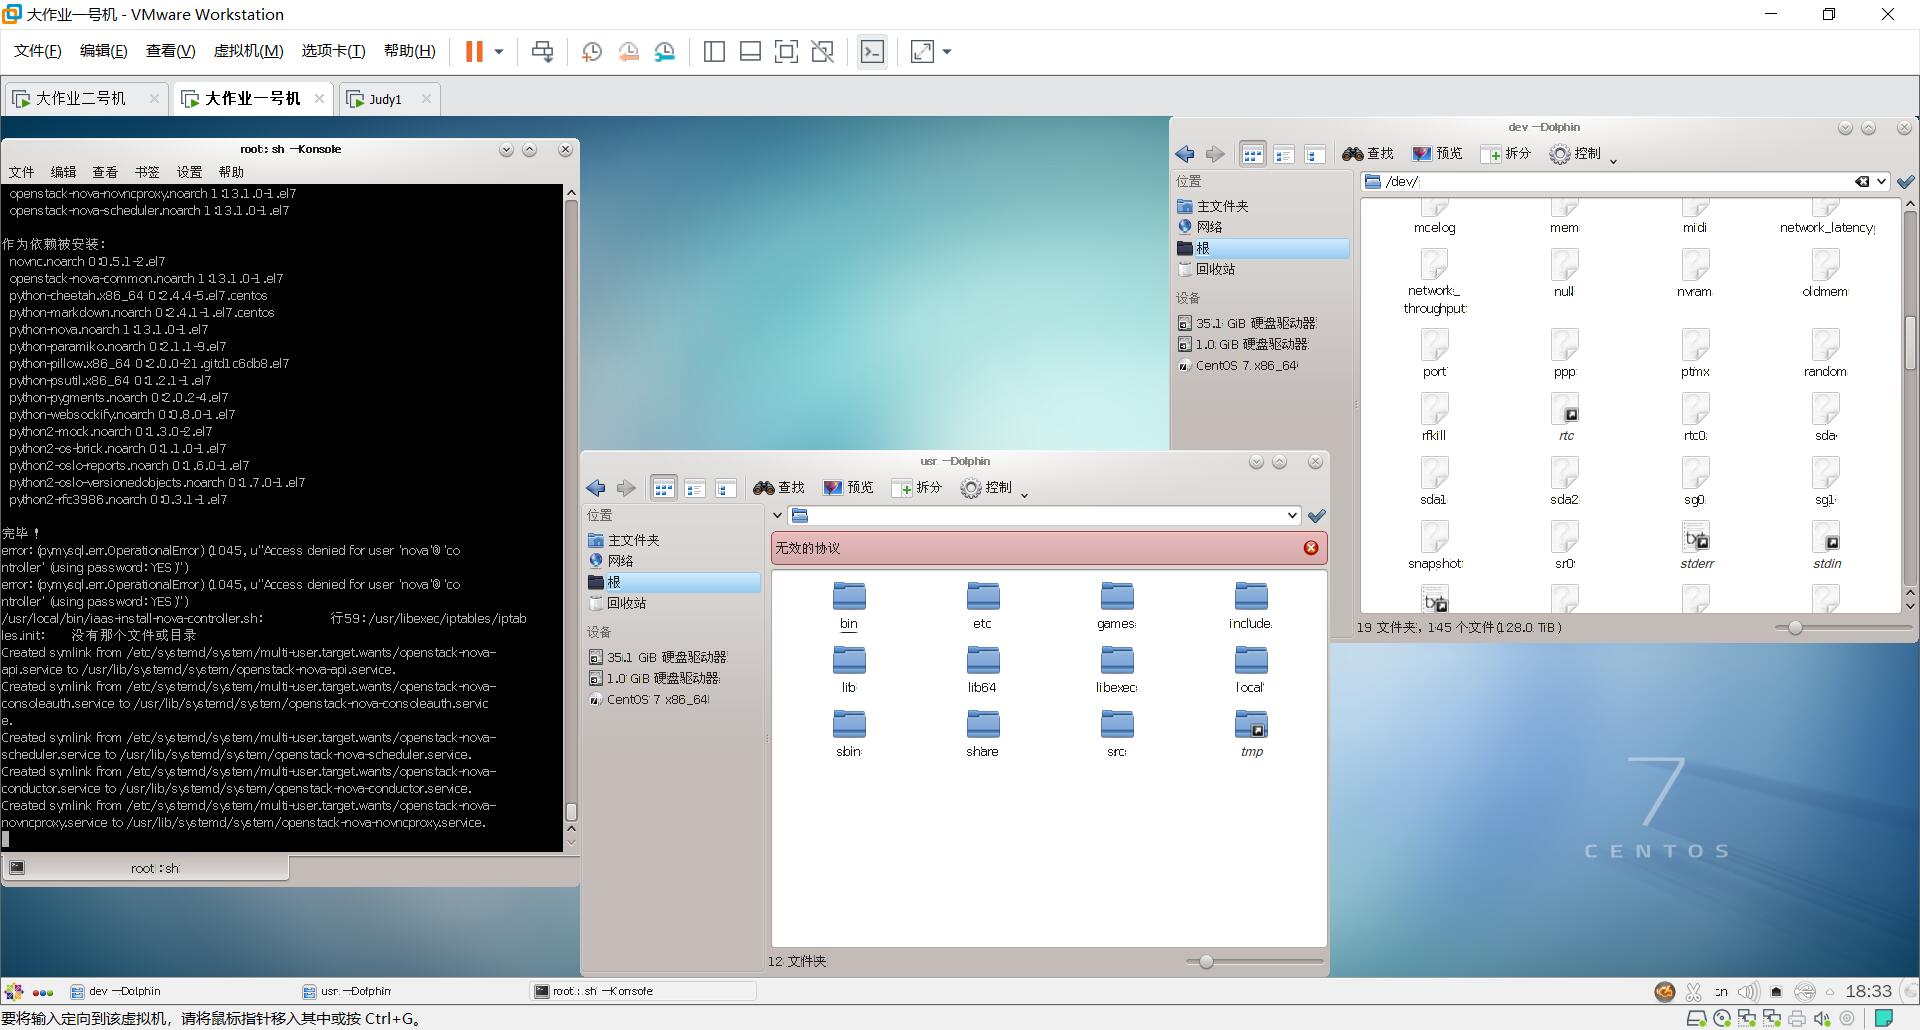 大作业一号机 - VMware Workstation
文件(F) 编辑(E) 查看(V) 虚拟机(M) 选项卡(T) 帮助(H)
大作业二号机 大作业一号机 Judy1
root : sh — Konsole
文件 编辑 查看 书签 设置 帮助
openstack-nova-novncproxy.noarch 1:13.1.0-1.el7
openstack-nova-scheduler.noarch 1:13.1.0-1.el7
作为依赖被安装:
novnc.noarch 0:0.5.1-2.el7
openstack-nova-common.noarch 1:13.1.0-1.el7
python-cheetah.x86_64 0:2.4.4-5.el7.centos
python-markdown.noarch 0:2.4.1-1.el7.centos
python-nova.noarch 1:13.1.0-1.el7
python-paramiko.noarch 0:2.1.1-9.el7
python-pillow.x86_64 0:2.0.0-21.gitd1c6db8.el7
python-psutil.x86_64 0:1.2.1-1.el7
python-pygments.noarch 0:2.0.2-4.el7
python-websockify.noarch 0:0.8.0-1.el7
python2-mock.noarch 0:1.3.0-2.el7
python2-os-brick.noarch 0:1.1.0-1.el7
python2-oslo-reports.noarch 0:1.6.0-1.el7
python2-oslo-versionedobjects.noarch 0:1.7.0-1.el7
python2-rfc3986.noarch 0:0.3.1-1.el7
完毕！
error: (pymysql.err.OperationalError) (1045, u"Access denied for user 'nova'@'co
ntroller' (using password: YES)")
error: (pymysql.err.OperationalError) (1045, u"Access denied for user 'nova'@'co
ntroller' (using password: YES)")
/usr/local/bin/iaas-install-nova-controller.sh: 行59: /usr/libexec/iptables/iptab
les.init: 没有那个文件或目录
Created symlink from /etc/systemd/system/multi-user.target.wants/openstack-nova-
api.service to /usr/lib/systemd/system/openstack-nova-api.service.
Created symlink from /etc/systemd/system/multi-user.target.wants/openstack-nova-
consoleauth.service to /usr/lib/systemd/system/openstack-nova-consoleauth.servic
e.
Created symlink from /etc/systemd/system/multi-user.target.wants/openstack-nova-
scheduler.service to /usr/lib/systemd/system/openstack-nova-scheduler.service.
Created symlink from /etc/systemd/system/multi-user.target.wants/openstack-nova-
conductor.service to /usr/lib/systemd/system/openstack-nova-conductor.service.
Created symlink from /etc/systemd/system/multi-user.target.wants/openstack-nova-
novncproxy.service to /usr/lib/systemd/system/openstack-nova-novncproxy.service.
root : sh
dev — Dolphin
查找 预览 拆分 控制
位置
/dev/
主文件夹
网络
根
回收站
设备
35.1 GiB 硬盘驱动器
1.0 GiB 硬盘驱动器
CentOS 7 x86_64
mcelog mem midi network_latency
network_ null nvram oldmem
throughput
port ppp ptmx random
rfkill rtc rtc0 sda
sda1 sda2 sg0 sg1
snapshot sr0 stderr stdin
19 文件夹, 145 个文件(128.0 TiB)
usr — Dolphin
查找 预览 拆分 控制
位置
主文件夹
网络
根
回收站
设备
35.1 GiB 硬盘驱动器
1.0 GiB 硬盘驱动器
CentOS 7 x86_64
无效的协议
bin etc games include
lib lib64 libexec local
sbin share src tmp
12 文件夹
7
CENTOS
dev — Dolphin usr — Dolphin root : sh — Konsole
18:33
要将输入定向到该虚拟机，请将鼠标指针移入其中或按 Ctrl+G。